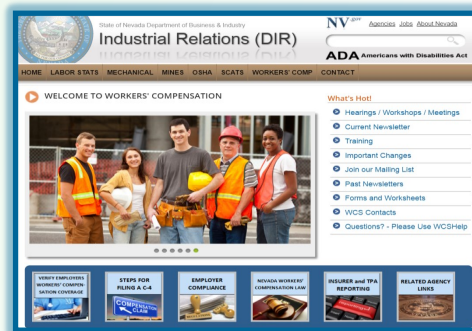 State of Nevada Department of Business & Industry
Industrial Relations (DIR)
NV.gov
Agencies Jobs About Nevada
ADA Americans with Disabilities Act
HOME LABOR STATS MECHANICAL MINES OSHA SCATS WORKERS' COMP CONTACT
WELCOME TO WORKERS' COMPENSATION
What's Hot!
Hearings / Workshops / Meetings
Current Newsletter
Training
Important Changes
Join our Mailing List
Past Newsletters
Forms and Worksheets
WCS Contacts
Questions? - Please Use WCSHelp
VERIFY EMPLOYERS
WORKERS' COMPEN-
SATION COVERAGE
STEPS FOR
FILING A C-4
COMPENSATION
CLAIM
EMPLOYER
COMPLIANCE
NEVADA WORKERS'
COMPENSATION LAW
INSURER and TPA
REPORTING
RELATED AGENCY
LINKS